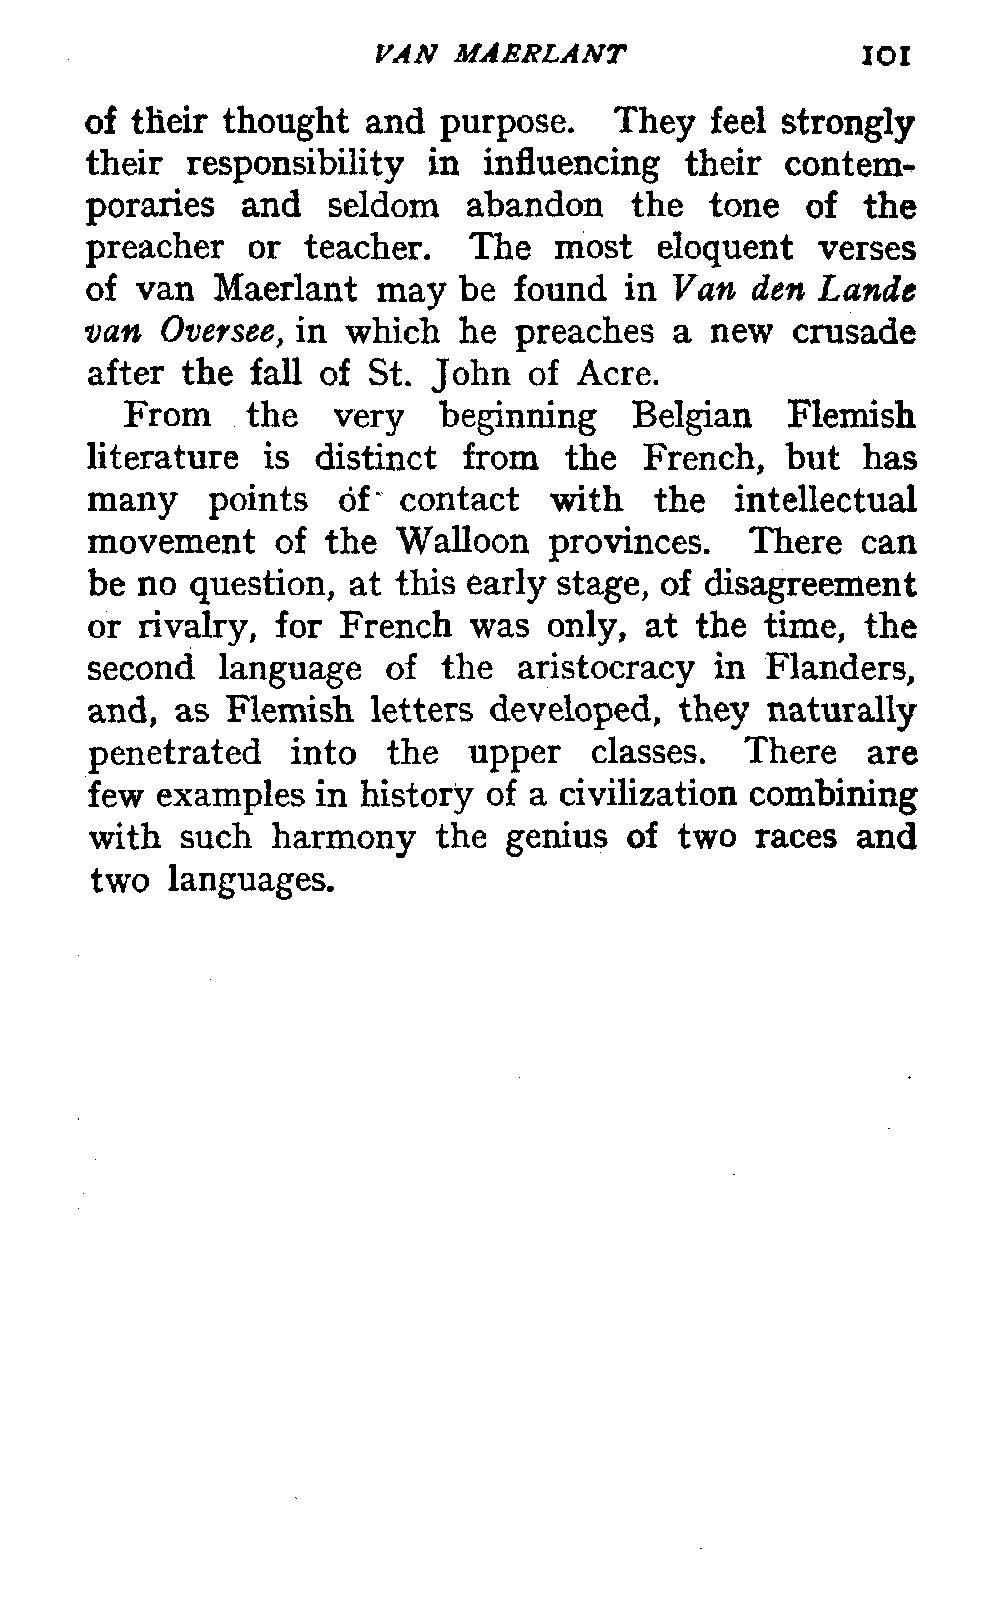 VAN MAERLANT 101
of their thought and purpose. They feel strongly
their responsibility in influencing their contem-
poraries and seldom abandon the tone of the
preacher or teacher. The most eloquent verses
of van Maerlant may be found in Van den Lande
van Oversee, in which he preaches a new crusade
after the fall of St. John of Acre.
From the very beginning Belgian Flemish
literature is distinct from the French, but has
many points of contact with the intellectual
movement of the Walloon provinces. There can
be no question, at this early stage, of disagreement
or rivalry, for French was only, at the time, the
second language of the aristocracy in Flanders,
and, as Flemish letters developed, they naturally
penetrated into the upper classes. There are
few examples in history of a civilization combining
with such harmony the genius of two races and
two languages.